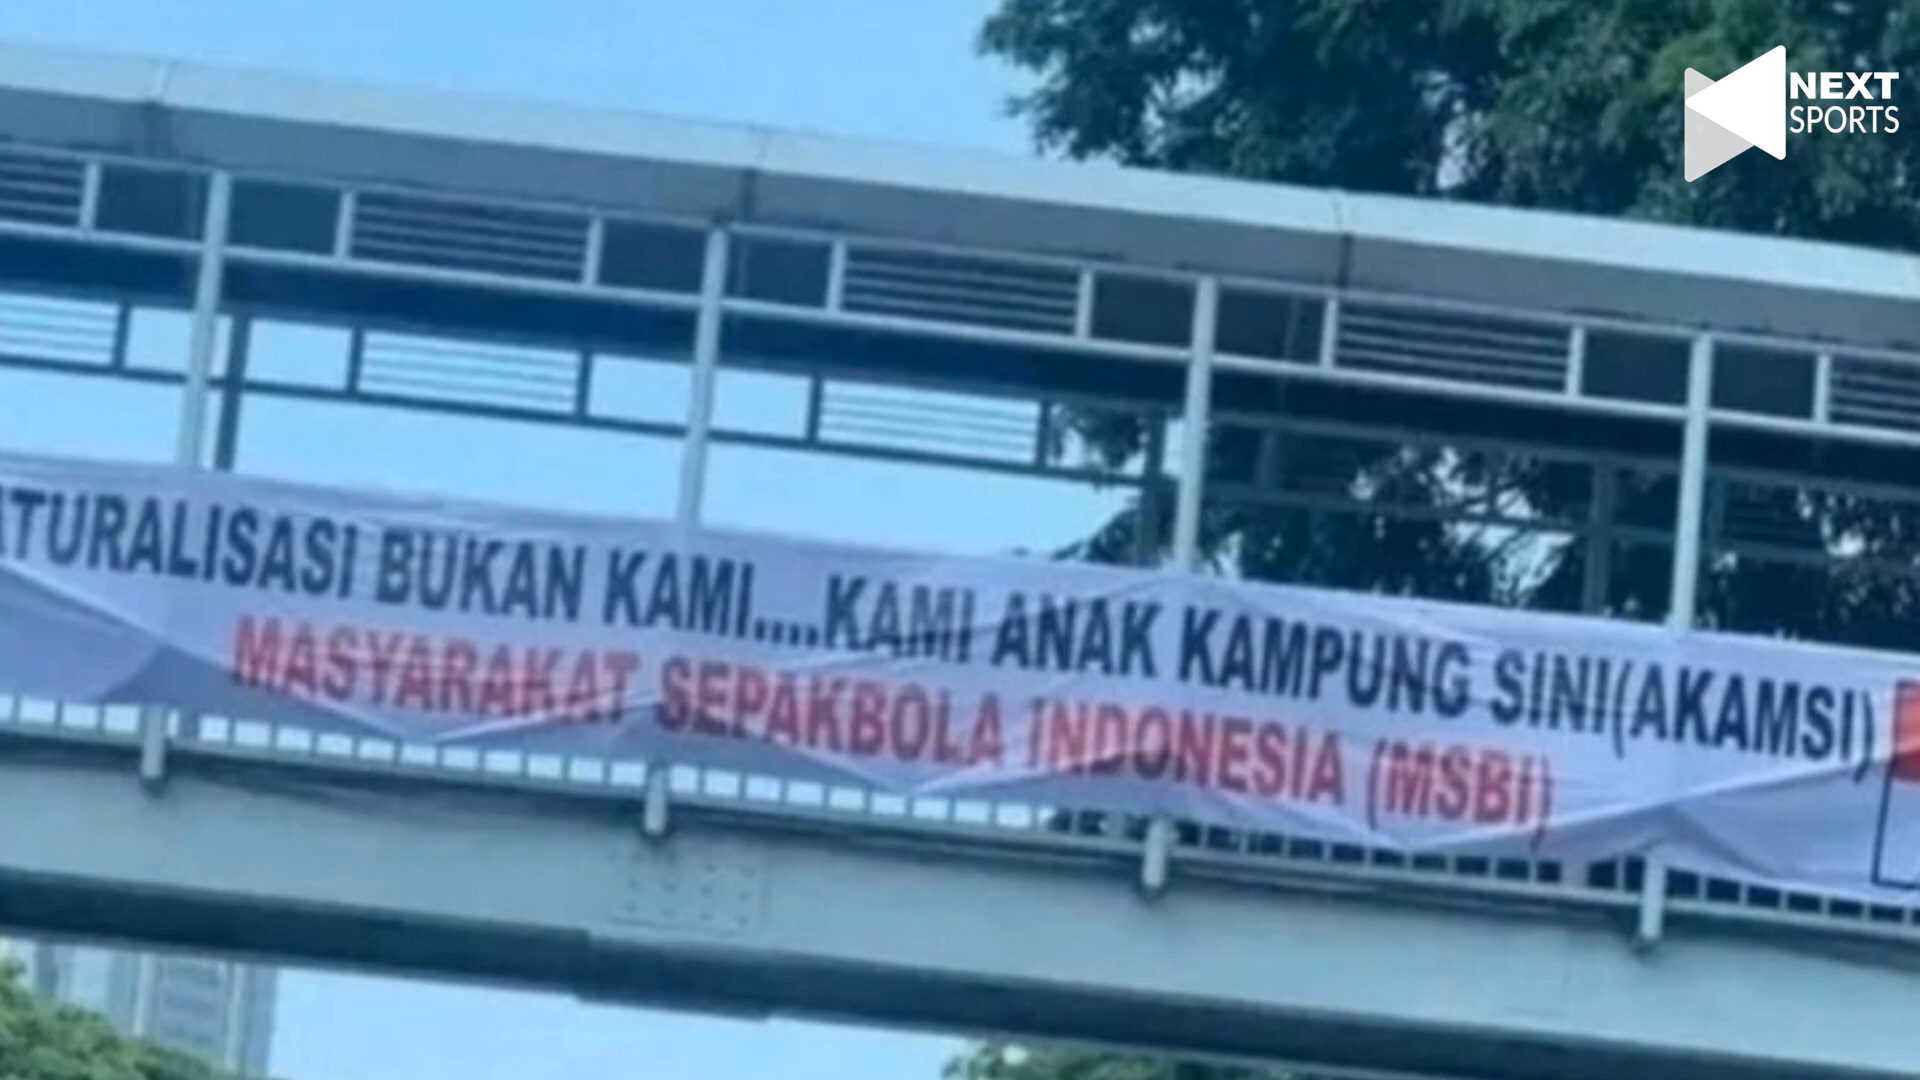 NEXT
SPORTS
ATURALISASI BUKAN KAMI....KAMI ANAK KAMPUNG SINI(AKAMSI)
MASYARAKAT SEPAKBOLA INDONESIA (MSBI)